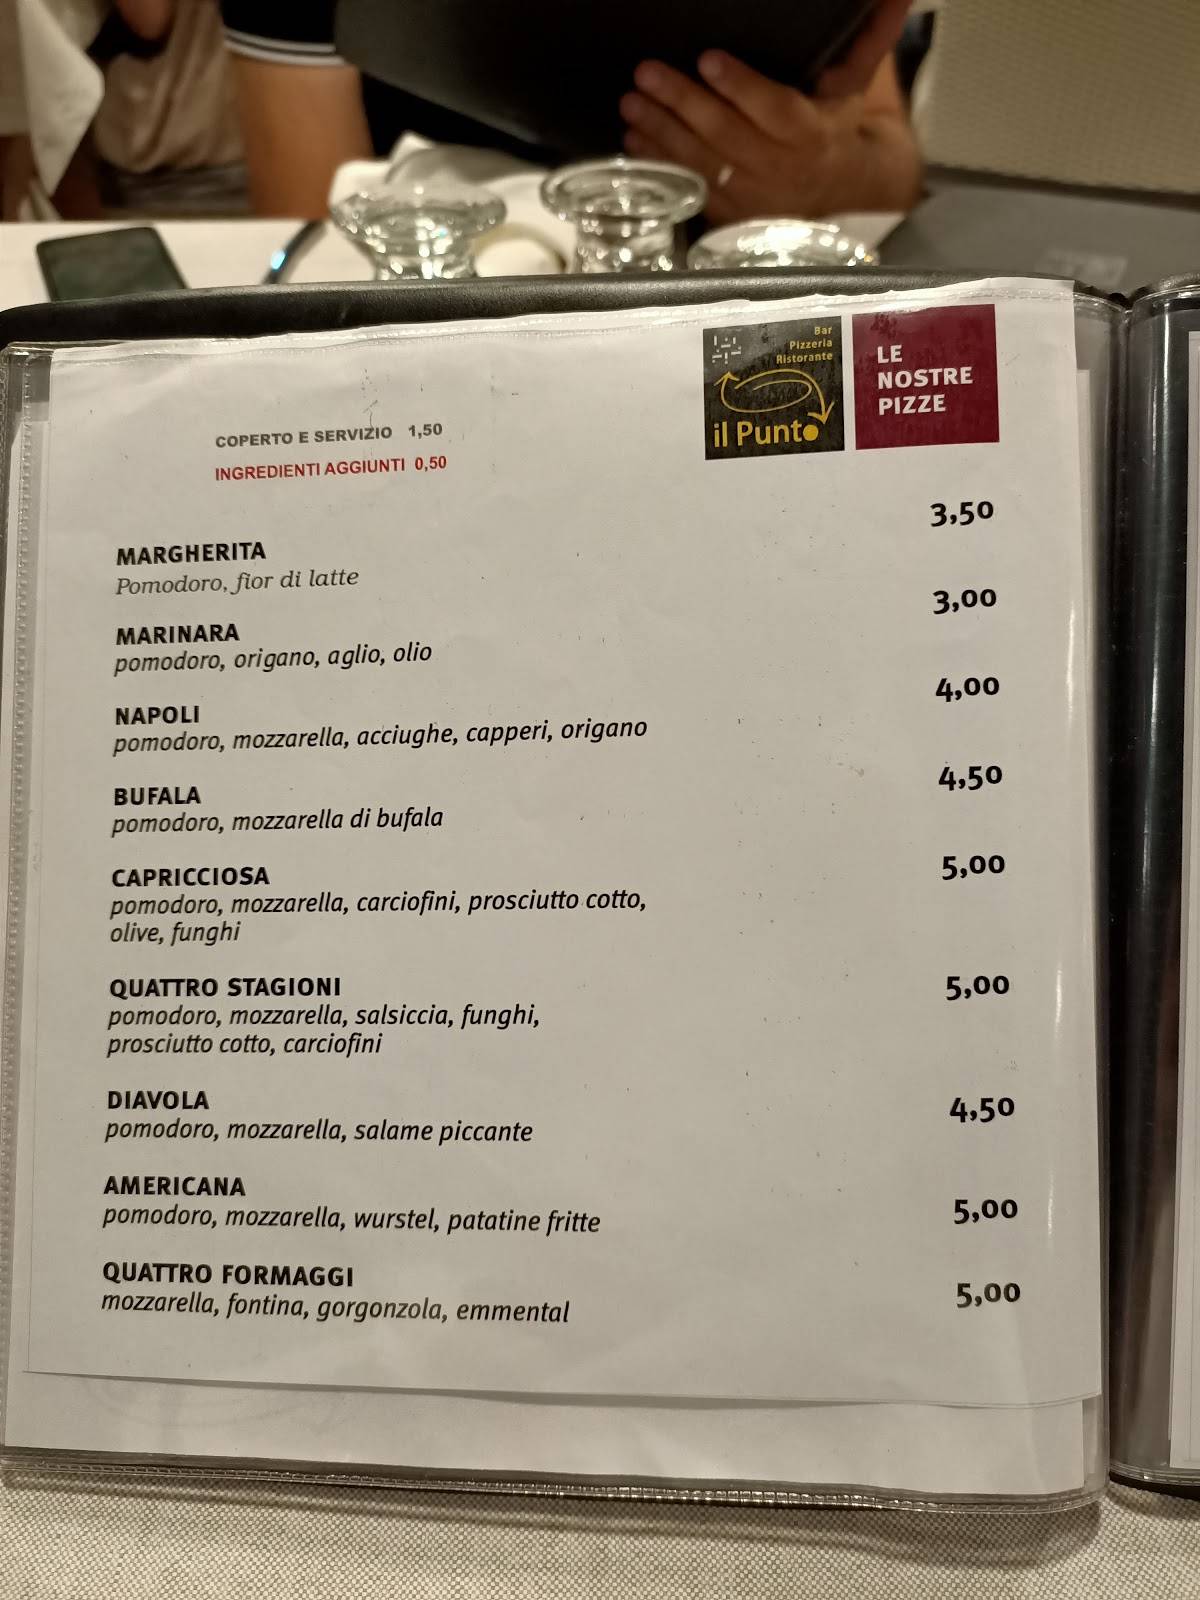 Bar
Pizzeria
Ristorante
il Punto
LE
NOSTRE
PIZZE
COPERTO E SERVIZIO 1,50
INGREDIENTI AGGIUNTI 0,50
MARGHERITA 3,50
Pomodoro, fior di latte
MARINARA 3,00
pomodoro, origano, aglio, olio
NAPOLI 4,00
pomodoro, mozzarella, acciughe, capperi, origano
BUFALA 4,50
pomodoro, mozzarella di bufala
CAPRICCIOSA 5,00
pomodoro, mozzarella, carciofini, prosciutto cotto,
olive, funghi
QUATTRO STAGIONI 5,00
pomodoro, mozzarella, salsiccia, funghi,
prosciutto cotto, carciofini
DIAVOLA 4,50
pomodoro, mozzarella, salame piccante
AMERICANA 5,00
pomodoro, mozzarella, wurstel, patatine fritte
QUATTRO FORMAGGI 5,00
mozzarella, fontina, gorgonzola, emmental